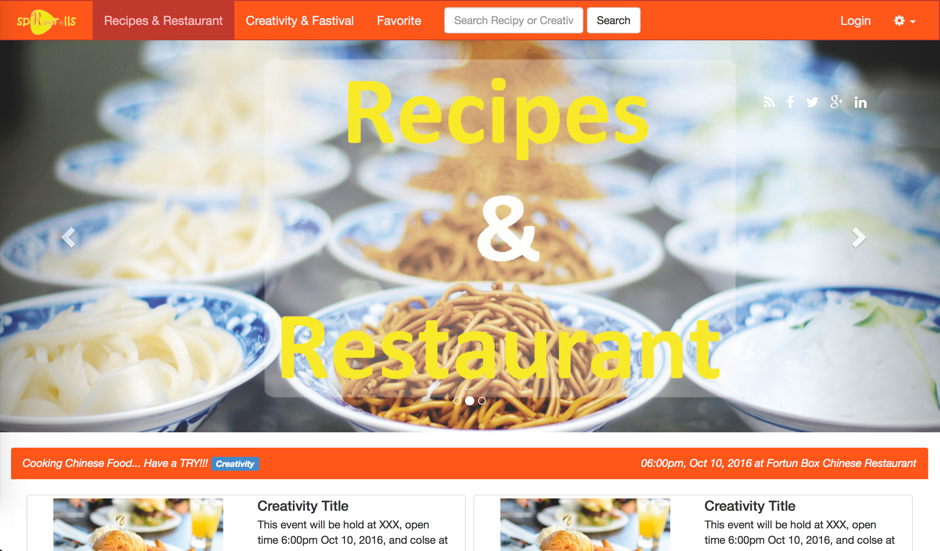 Recipes & Restaurant
Creativity & Fastival
Favorite
Search Recipy or Creativ
Search
Login
Recipes
&
Restaurant
Cooking Chinese Food... Have a TRY!!! Creativity
06:00pm, Oct 10, 2016 at Fortun Box Chinese Restaurant
Creativity Title
This event will be hold at XXX, open
time 6:00pm Oct 10, 2016, and colse at
Creativity Title
This event will be hold at XXX, open
time 6:00pm Oct 10, 2016, and colse at